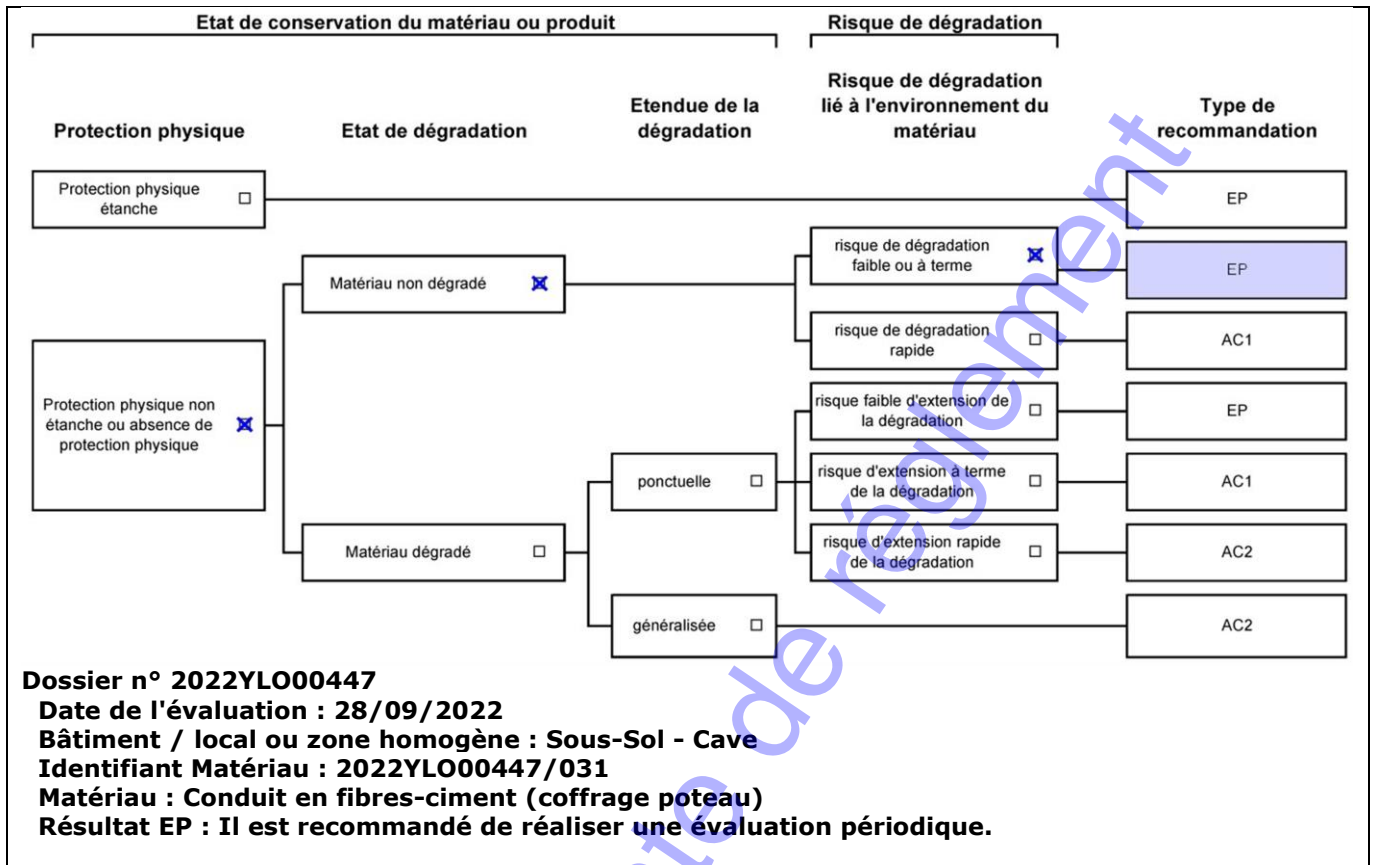 Etat de conservation du matériau ou produit
Risque de dégradation
Protection physique
Etat de dégradation
Etendue de la
dégradation
Risque de dégradation
lié à l'environnement du
matériau
Type de
recommandation
Protection physique
étanche
EP
risque de dégradation
faible ou à terme
EP
Matériau non dégradé
risque de dégradation
rapide
AC1
Protection physique non
étanche ou absence de
protection physique
risque faible d'extension de
la dégradation
EP
ponctuelle
risque d'extension à terme
de la dégradation
AC1
Matériau dégradé
risque d'extension rapide
de la dégradation
AC2
généralisée
AC2
Dossier n° 2022YLO00447
Date de l'évaluation : 28/09/2022
Bâtiment / local ou zone homogène : Sous-Sol - Cave
Identifiant Matériau : 2022YLO00447/031
Matériau : Conduit en fibres-ciment (coffrage poteau)
Résultat EP : Il est recommandé de réaliser une évaluation périodique.
te de réglement